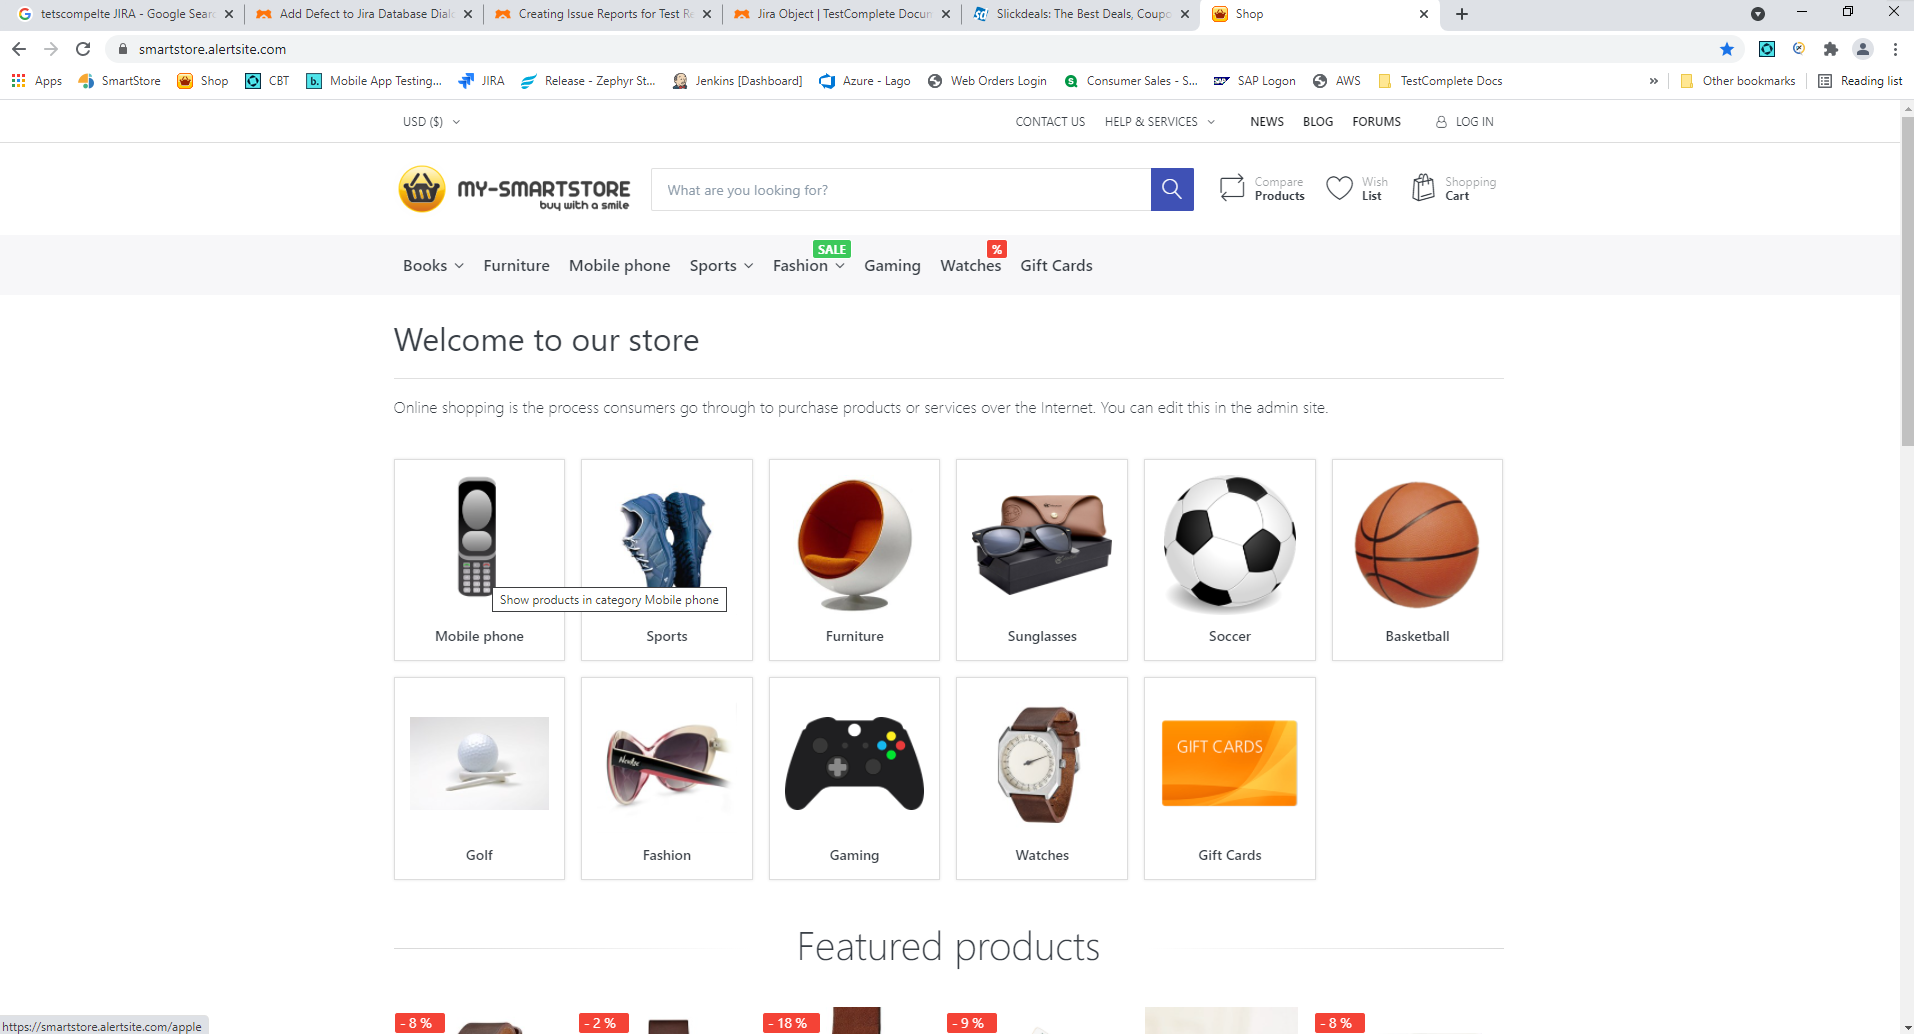 tetscompelte JIRA - Google Sear
Add Defect to Jira Database Dialo
Creating Issue Reports for Test Re
Jira Object | TestComplete Docum
Slickdeals: The Best Deals, Coupo
Shop
smartstore.alertsite.com
Apps
SmartStore
Shop
CBT
Mobile App Testing...
JIRA
Release - Zephyr St...
Jenkins [Dashboard]
Azure - Lago
Web Orders Login
Consumer Sales - S...
SAP Logon
AWS
TestComplete Docs
»
Other bookmarks
Reading list
USD ($)
CONTACT US
HELP & SERVICES
NEWS
BLOG
FORUMS
LOG IN
MY-SMARTSTORE
buy with a smile
What are you looking for?
Compare
Products
Wish
List
Shopping
Cart
SALE
%
Books
Furniture
Mobile phone
Sports
Fashion
Gaming
Watches
Gift Cards
Welcome to our store
Online shopping is the process consumers go through to purchase products or services over the Internet. You can edit this in the admin site.
Show products in category Mobile phone
Mobile phone
Sports
Furniture
Sunglasses
Soccer
Basketball
GIFT CARDS
Golf
Fashion
Gaming
Watches
Gift Cards
Featured products
- 8 %
- 2 %
- 18 %
- 9 %
- 8 %
https://smartstore.alertsite.com/apple